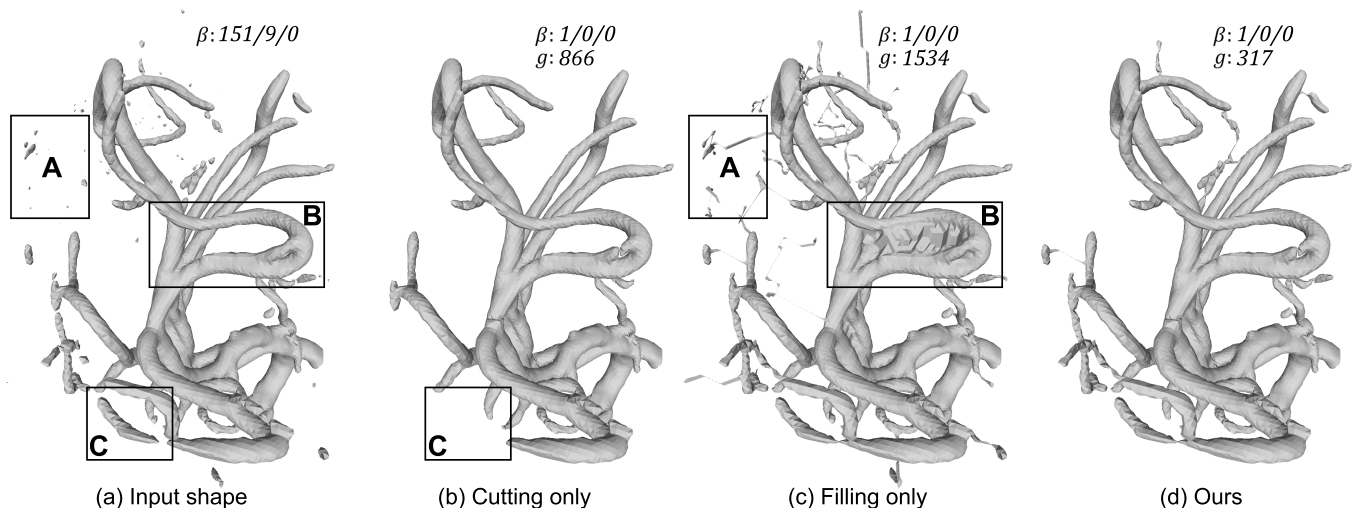 β: 151/9/0
β: 1/0/0
g: 866
β: 1/0/0
g: 1534
β: 1/0/0
g: 317
A
B
C
C
A
B
(a) Input shape
(b) Cutting only
(c) Filling only
(d) Ours